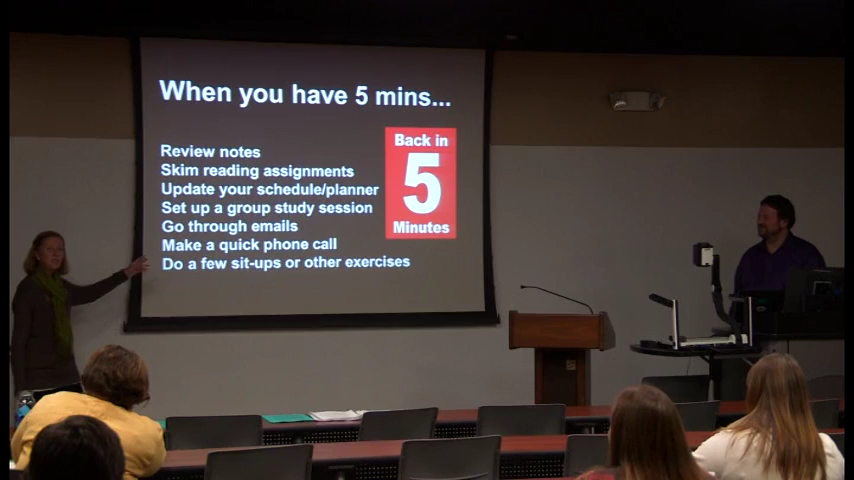 When you have 5 mins...
Review notes
Skim reading assignments
Update your schedule/planner
Set up a group study session
Go through emails
Make a quick phone call
Do a few sit-ups or other exercises
Back in
5
Minutes